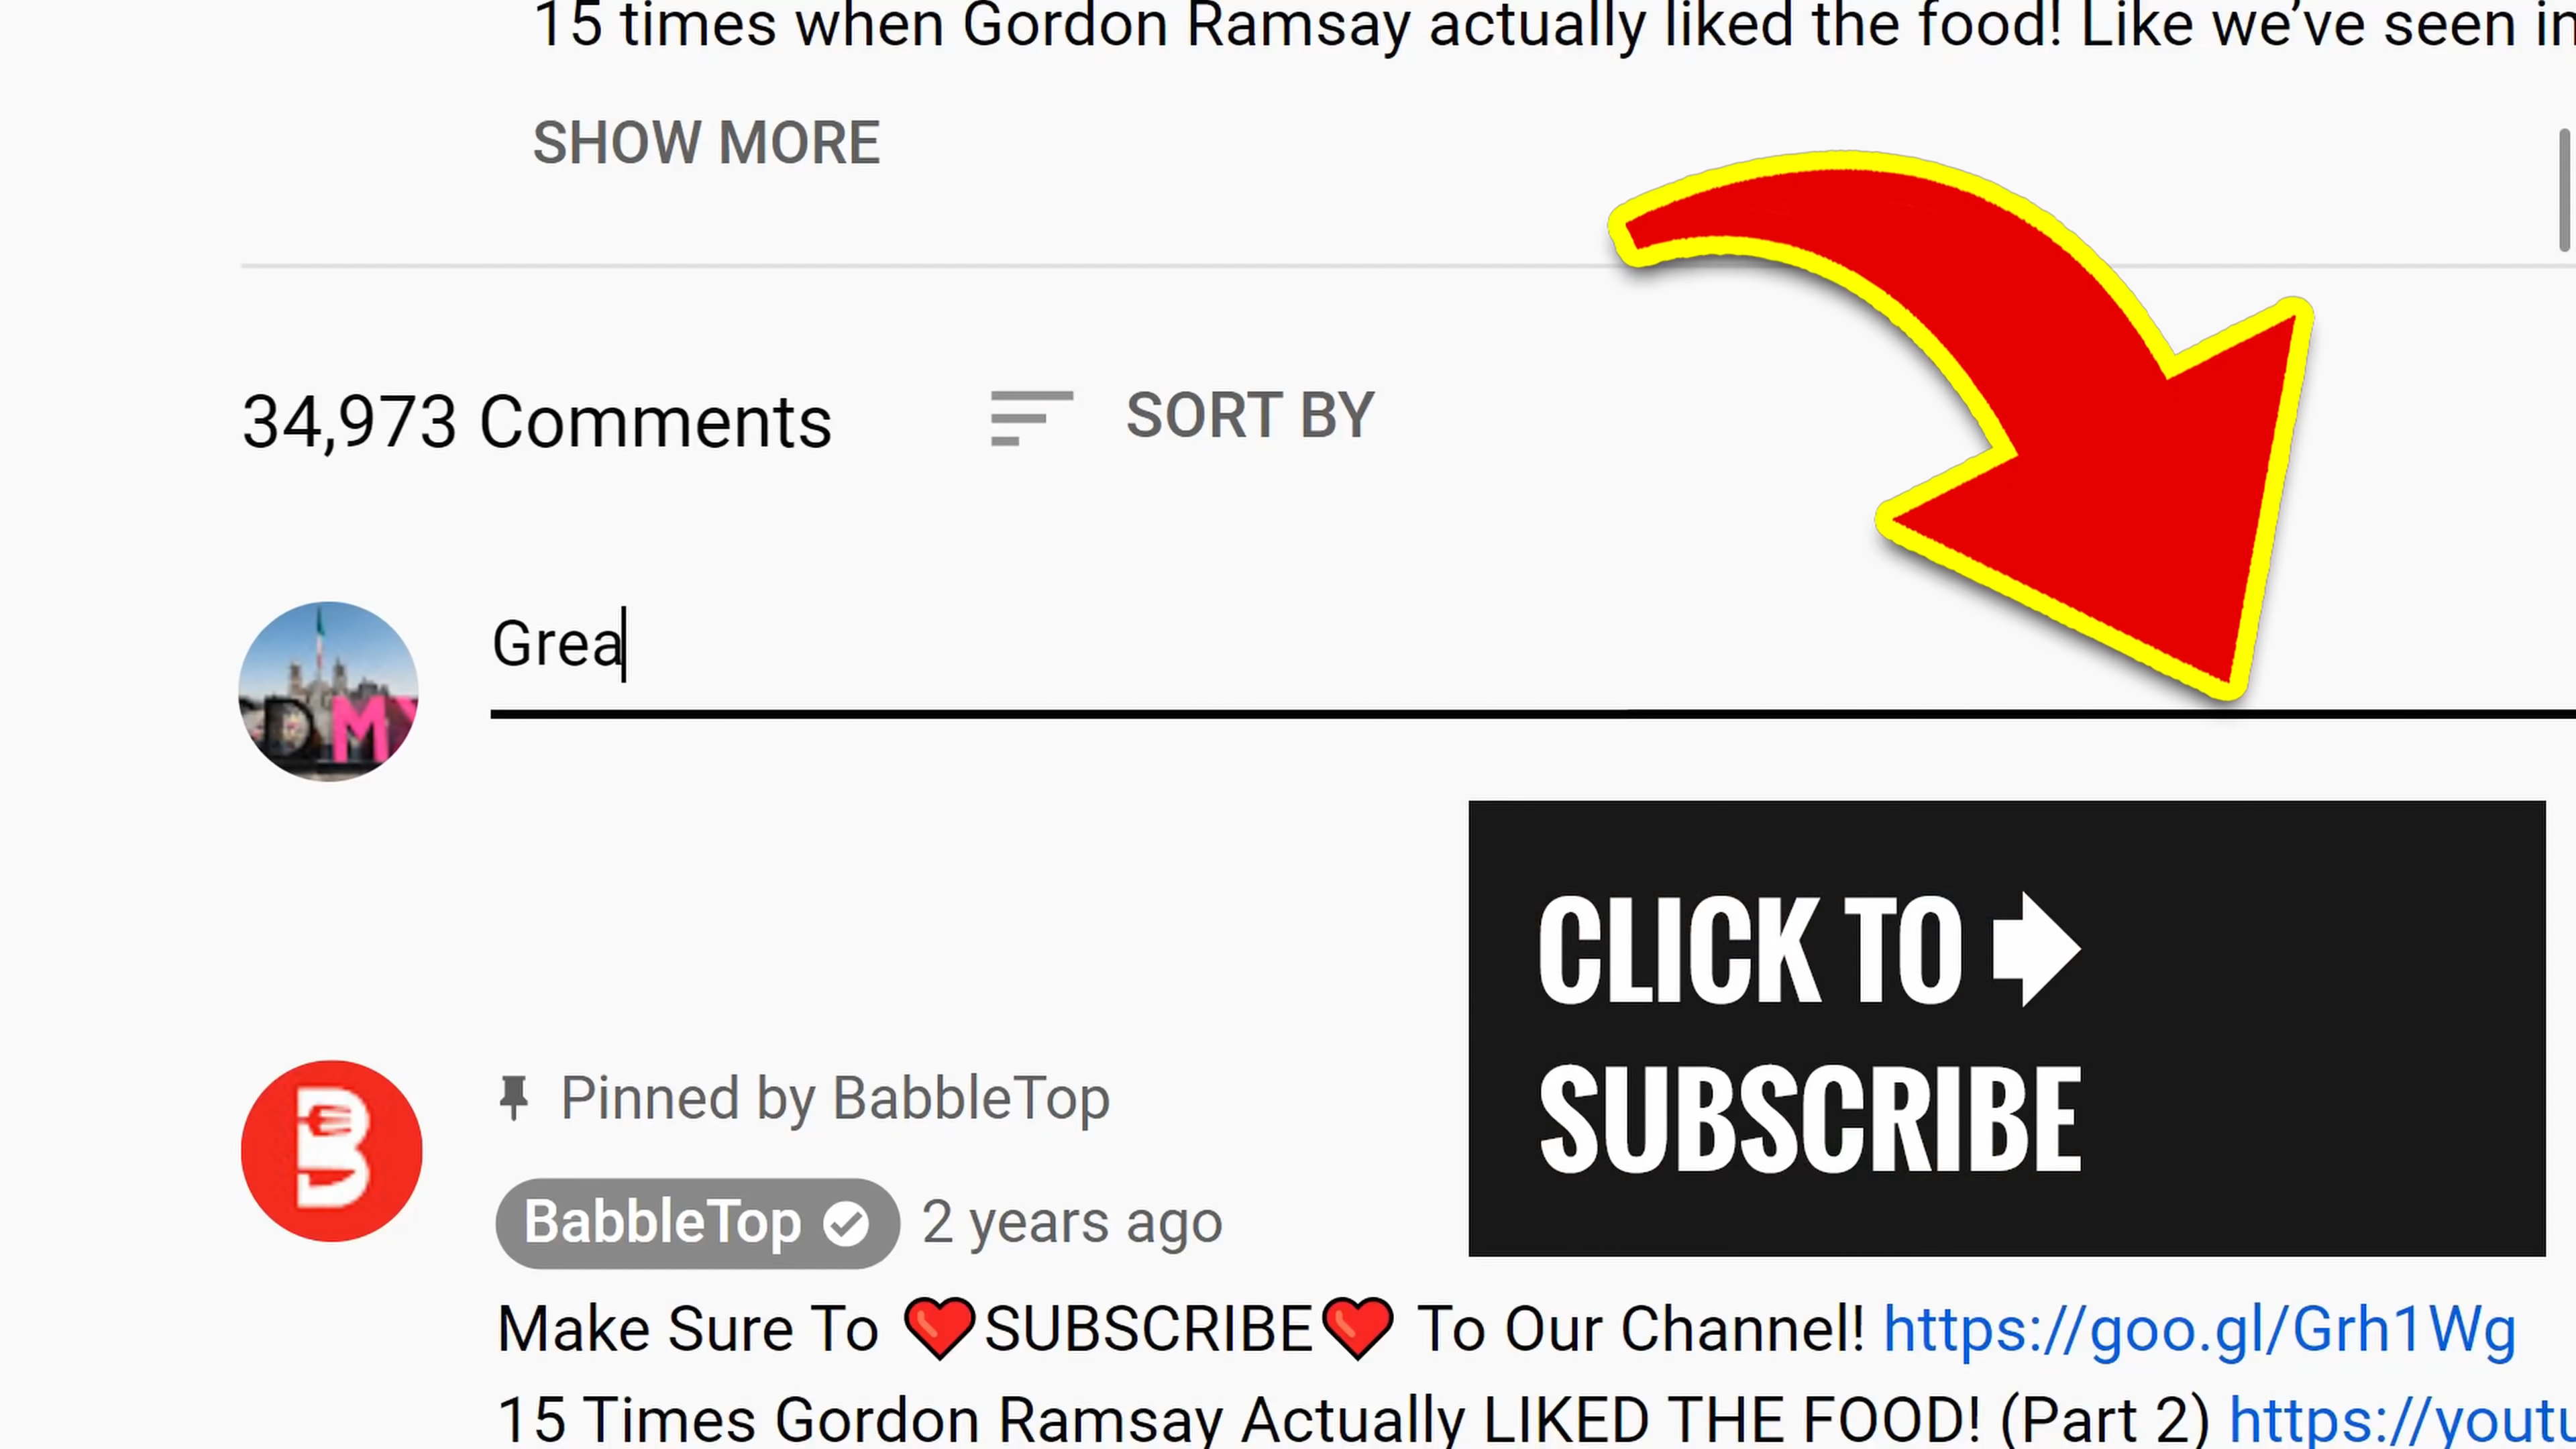 15 times when Gordon Ramsay actually liked the food! Like we've seen in
SHOW MORE
34,973 Comments
SORT BY
Grea
DM
CLICK TO
SUBSCRIBE
Pinned by BabbleTop
BabbleTop 2 years ago
Make Sure To ❤SUBSCRIBE❤ To Our Channel! https://goo.gl/Grh1Wg
15 Times Gordon Ramsay Actually LIKED THE FOOD! (Part 2) https://youtu